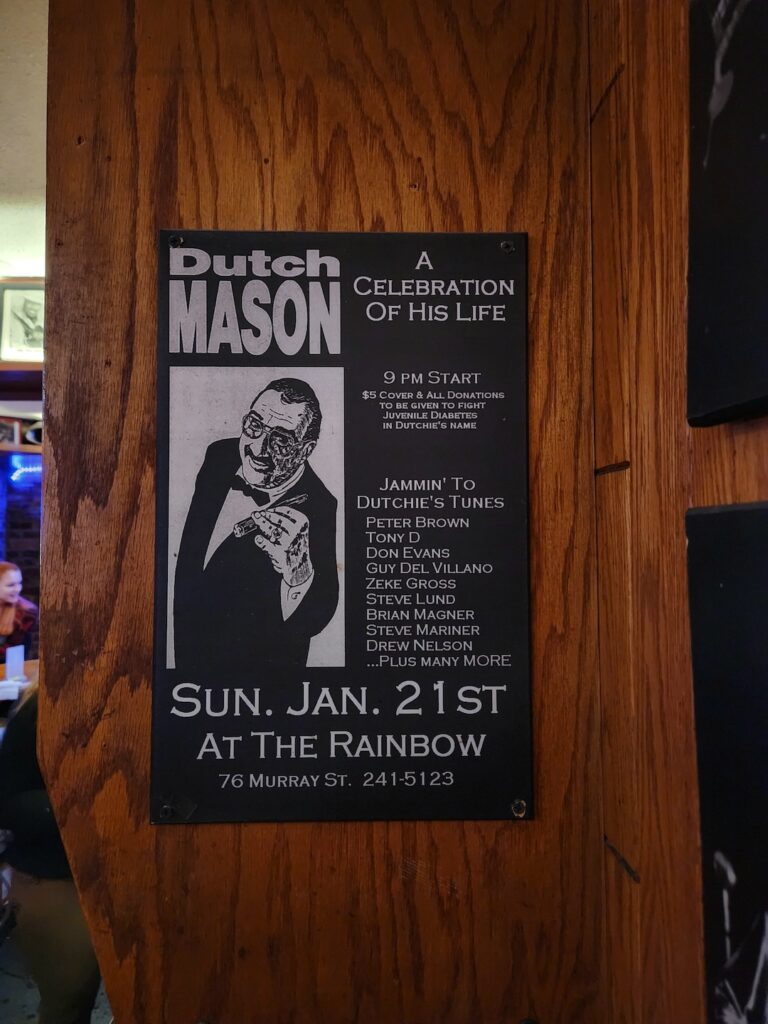 Dutch
MASON
A
CELEBRATION
OF HIS LIFE
9 PM START
$5 COVER & ALL DONATIONS
TO BE GIVEN TO FIGHT
JUVENILE DIABETES
IN DUTCHIE'S NAME
JAMMIN' TO
DUTCHIE'S TUNES
PETER BROWN
TONY D
DON EVANS
GUY DEL VILLANO
ZEKE GROSS
STEVE LUND
BRIAN MAGNER
STEVE MARINER
DREW NELSON
...PLUS MANY MORE
SUN. JAN. 21ST
AT THE RAINBOW
76 MURRAY ST. 241-5123